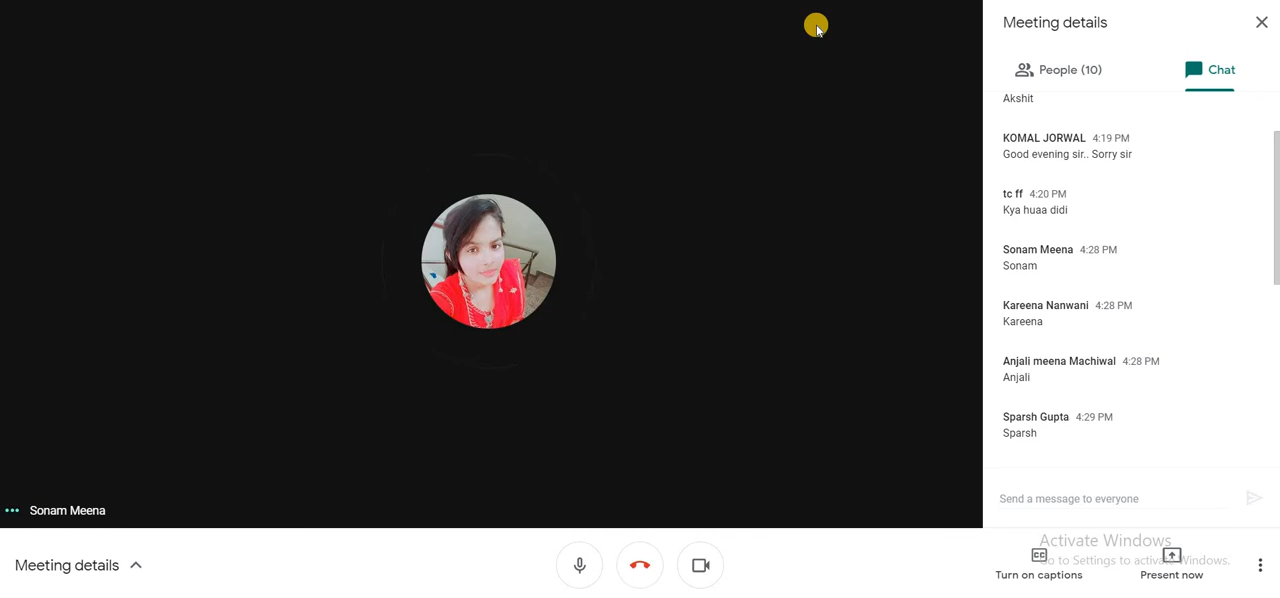 Meeting details
People (10)
Chat
Akshit
KOMAL JORWAL 4:19 PM
Good evening sir.. Sorry sir
tc ff 4:20 PM
Kya huaa didi
Sonam Meena 4:28 PM
Sonam
Kareena Nanwani 4:28 PM
Kareena
Anjali meena Machiwal 4:28 PM
Anjali
Sparsh Gupta 4:29 PM
Sparsh
Send a message to everyone
Sonam Meena
Meeting details
Activate Windows
Go to Settings to activate Windows.
CC
Turn on captions
Present now